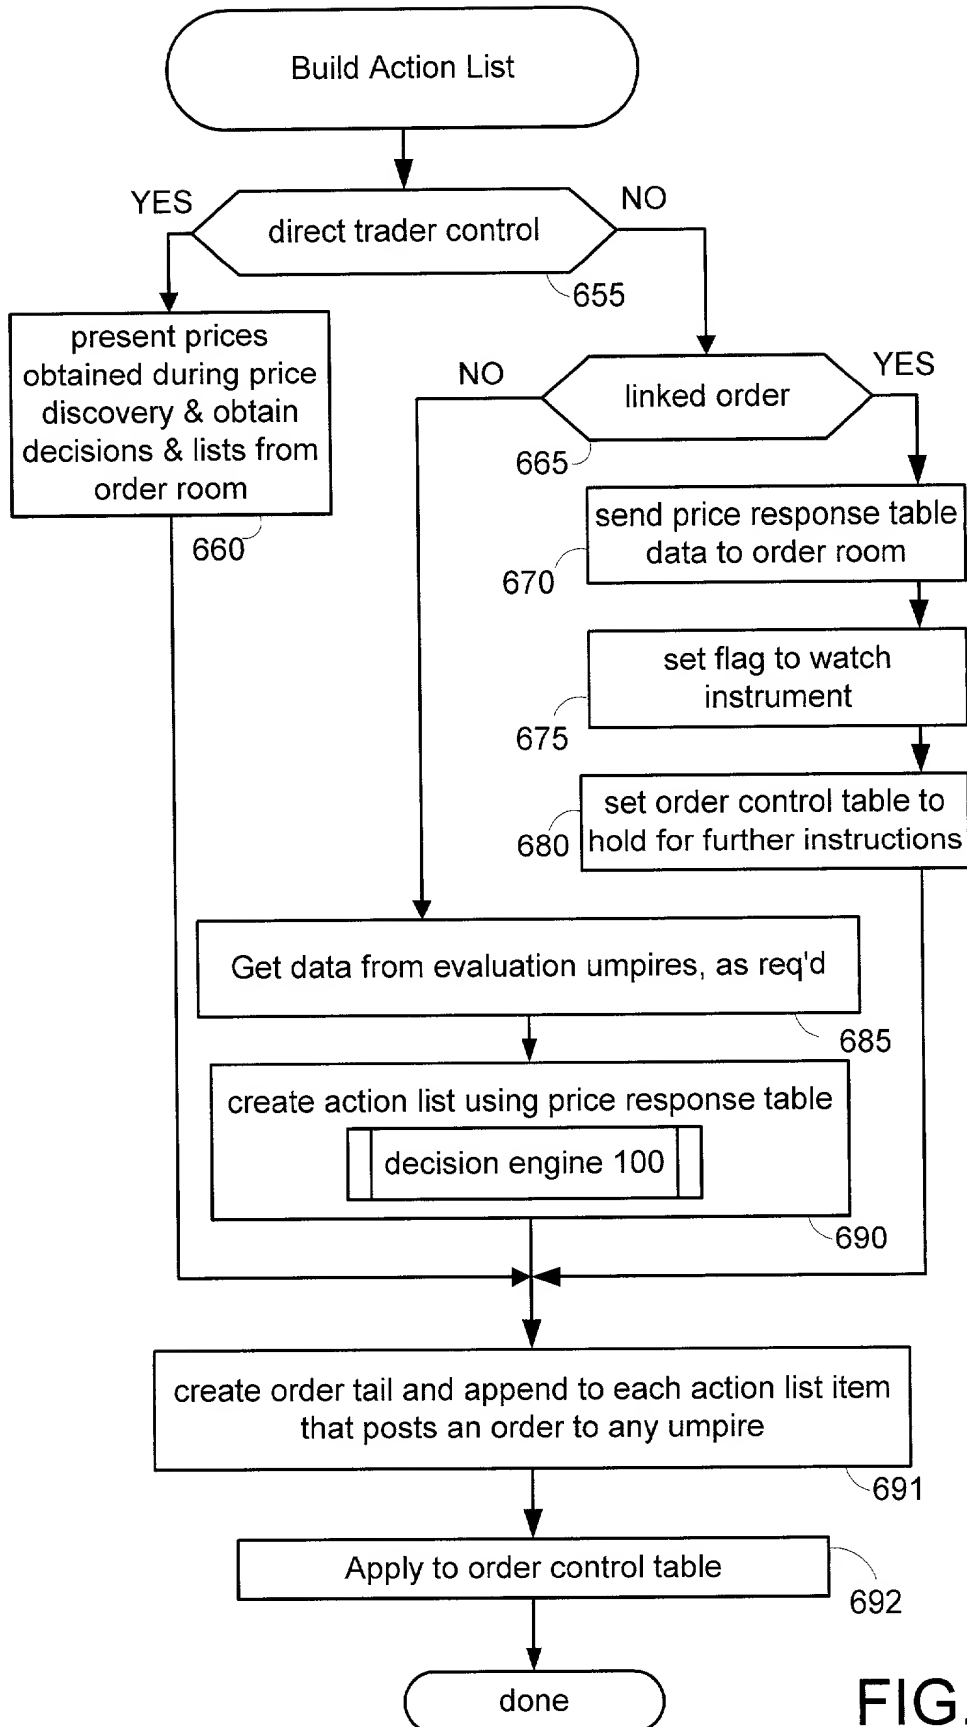 Build Action List
YES
NO
direct trader control
655
present prices
obtained during price
discovery & obtain
decisions & lists from
order room
660
NO
YES
linked order
665
send price response table
data to order room
670
set flag to watch
instrument
675
set order control table to
hold for further instructions
680
Get data from evaluation umpires, as req'd
685
create action list using price response table
decision engine 100
690
create order tail and append to each action list item
that posts an order to any umpire
691
Apply to order control table
692
done
FIG.